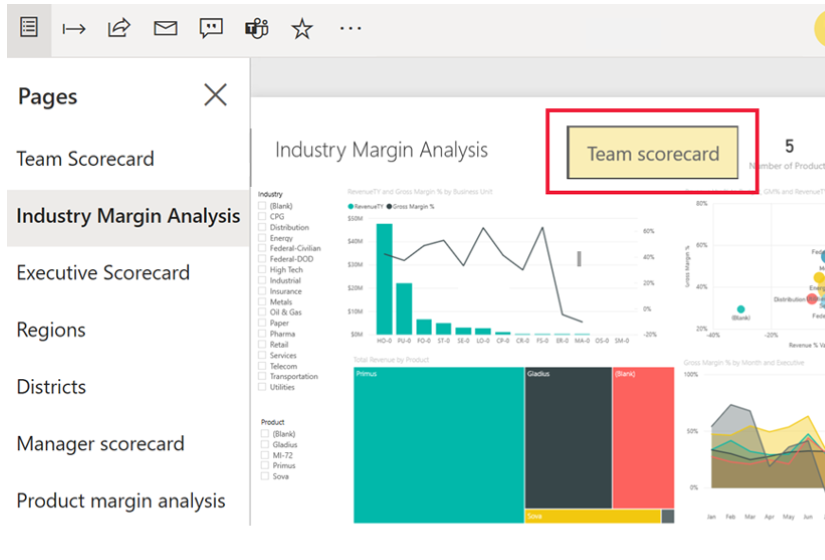 Pages
Team Scorecard
Industry Margin Analysis
Executive Scorecard
Regions
Districts
Manager scorecard
Product margin analysis
Industry Margin Analysis
Team scorecard
5
Number of Product
Industry
(Blank)
CPG
Distribution
Energy
Federal-Civilian
Federal-DOD
High Tech
Industrial
Insurance
Metals
Oil & Gas
Paper
Pharma
Retail
Services
Telecom
Transportation
Utilities
Product
(Blank)
Gladius
MI-72
Primus
Sova
RevenueTY and Gross Margin % by Business Unit
RevenueTY Gross Margin %
$50M
$40M
$30M
$20M
$10M
$0M
60%
40%
20%
0%
-20%
HO-0 PU-0 FO-0 ST-0 SE-0 LO-0 CP-0 CR-0 FS-0 ER-0 MA-0 OS-0 SM-0
GM% and RevenueT
80%
60%
40%
20%
Gross Margin %
(Blank)
Distribution
-40% -20%
Revenue % Va
Total Revenue by Product
Primus
Gladius
(Blank)
Sova
Gross Margin % by Month and Executive
100%
50%
0%
Jan Feb Mar Apr May Jun